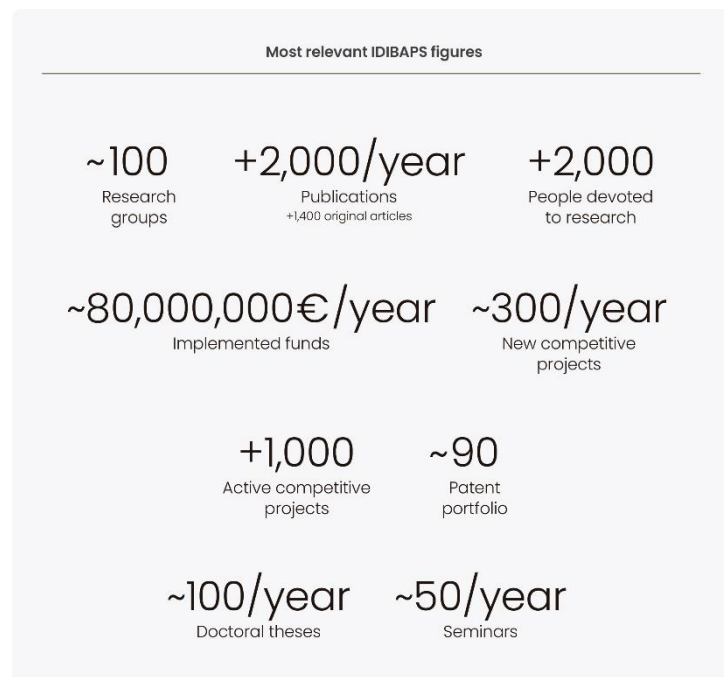 Most relevant IDIBAPS figures
~100
Research
groups
+2,000/year
Publications
+1,400 original articles
+2,000
People devoted
to research
~80,000,000€/year
Implemented funds
~300/year
New competitive
projects
+1,000
Active competitive
projects
~90
Patent
portfolio
~100/year
Doctoral theses
~50/year
Seminars